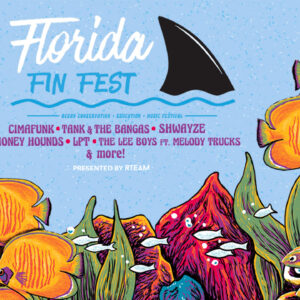 Florida
FIN FEST
OCEAN CONSERVATION • EDUCATION • MUSIC FESTIVAL
CIMAFUNK • TANK & THE BANGAS • SHWAYZE
HONEY HOUNDS • LPT • THE LEE BOYS FT. MELODY TRUCKS
& more!
PRESENTED BY RTEAM